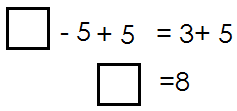 □ - 5 + 5 = 3 + 5
□ = 8